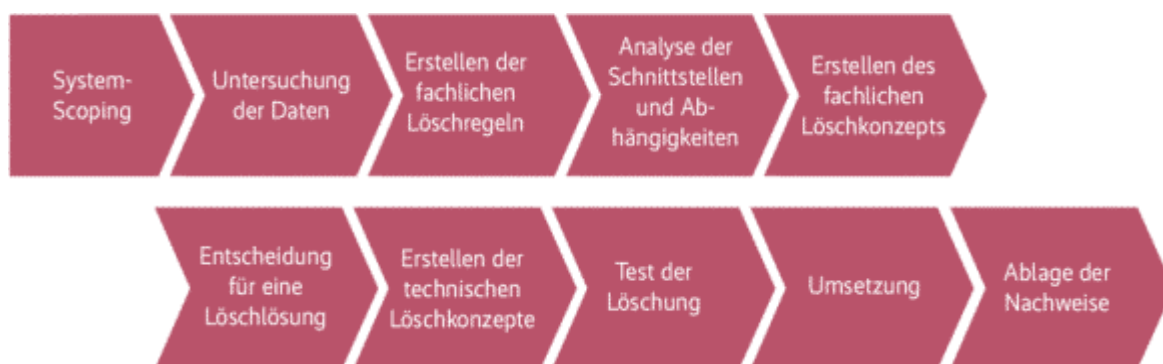 System-
Scoping
Untersuchung
der Daten
Erstellen der
fachlichen
Löschregeln
Analyse der
Schnittstellen
und Ab-
hängigkeiten
Erstellen des
fachlichen
Löschkonzepts
Entscheidung
für eine
Löschlösung
Erstellen der
technischen
Löschkonzepte
Test der
Löschung
Umsetzung
Ablage der
Nachweise